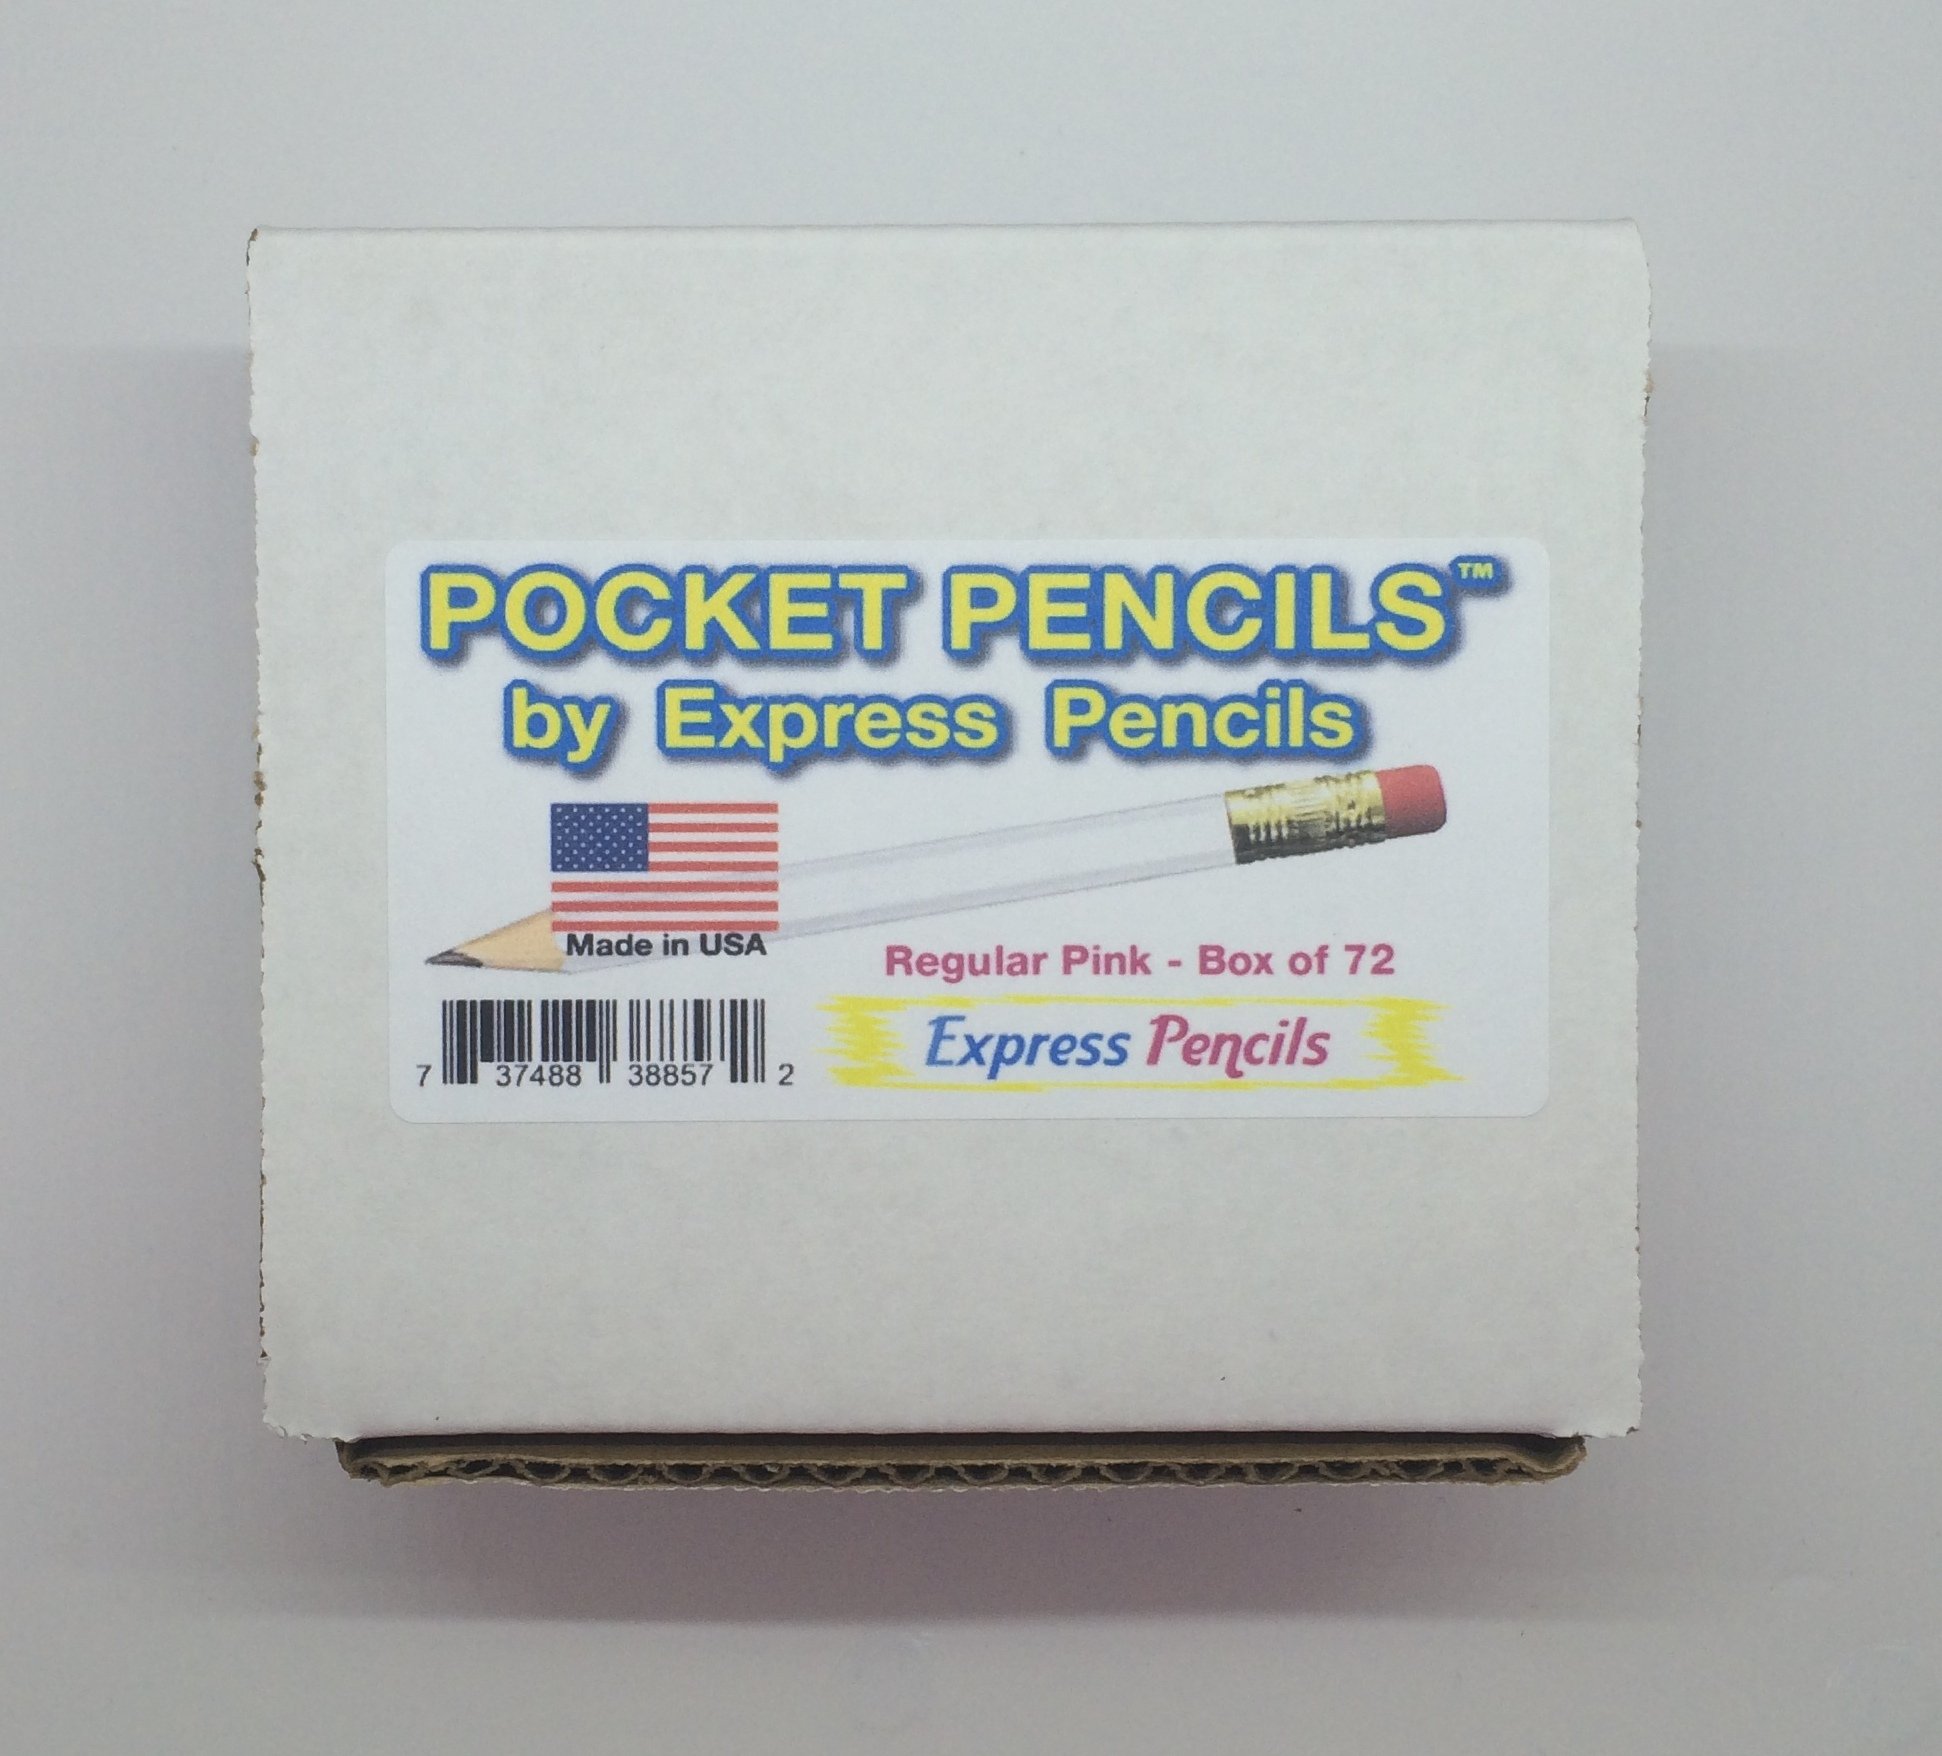 POCKET PENCILS™
by Express Pencils
Made in USA
Regular Pink - Box of 72
Express Pencils
7 37488 38857 2